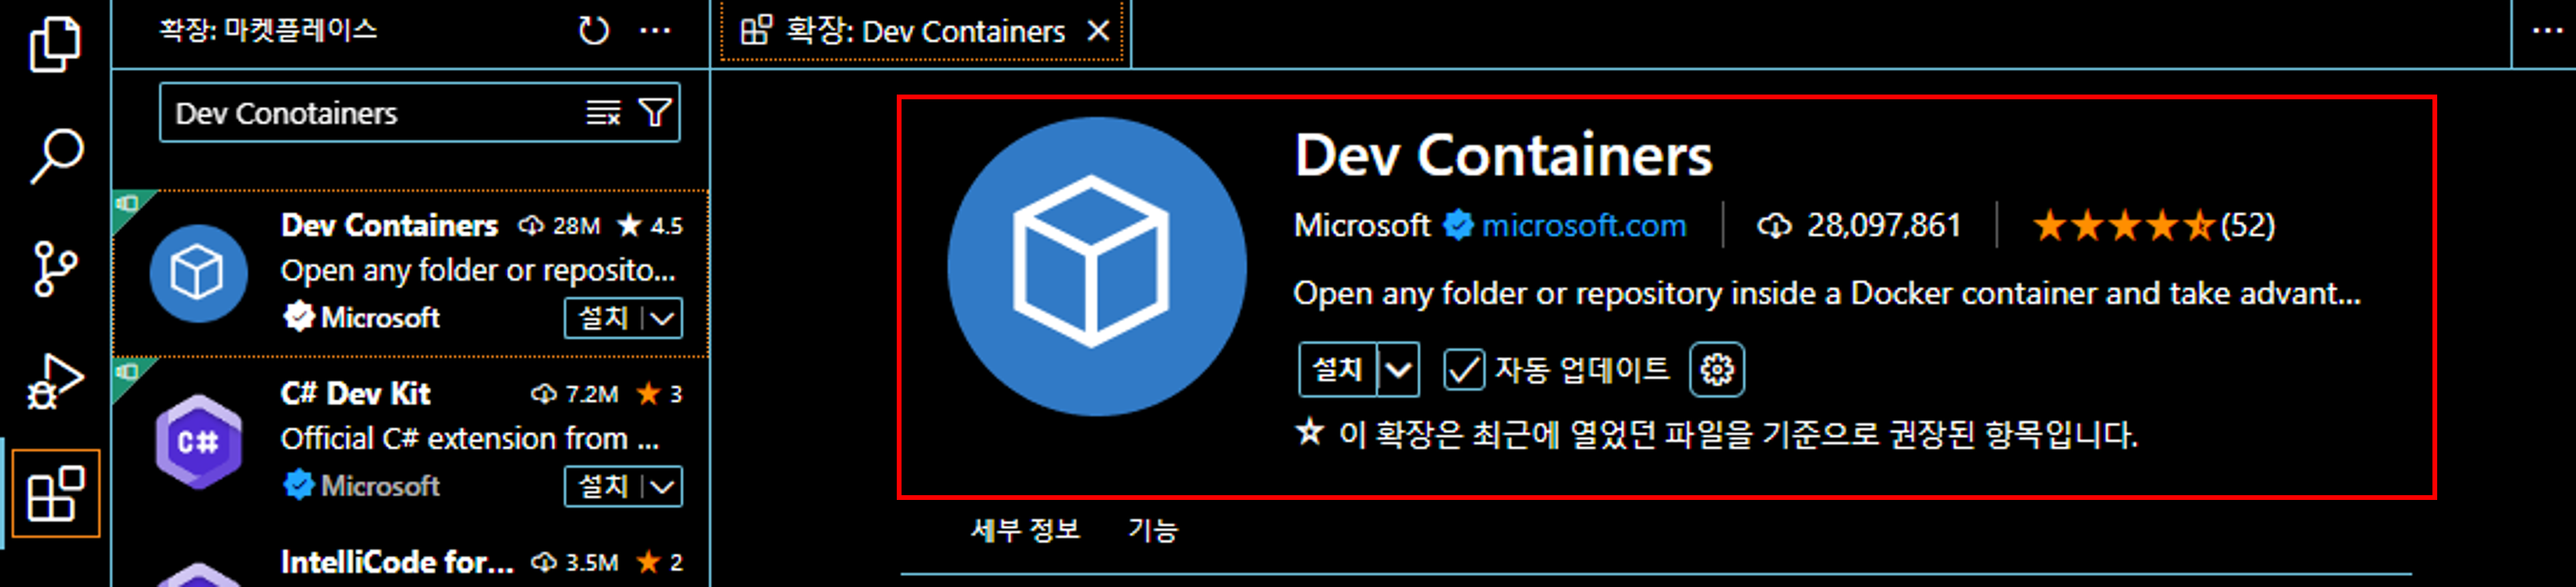 확장: 마켓플레이스
Dev Conotainers
Dev Containers 28M ★ 4.5
Open any folder or reposito...
Microsoft 설치
C# Dev Kit 7.2M ★ 3
C#
Official C# extension from ...
Microsoft 설치
IntelliCode for... 3.5M ★ 2
확장: Dev Containers
Dev Containers
Microsoft microsoft.com 28,097,861 (52)
Open any folder or repository inside a Docker container and take advant...
설치 자동 업데이트
이 확장은 최근에 열었던 파일을 기준으로 권장된 항목입니다.
세부 정보 기능